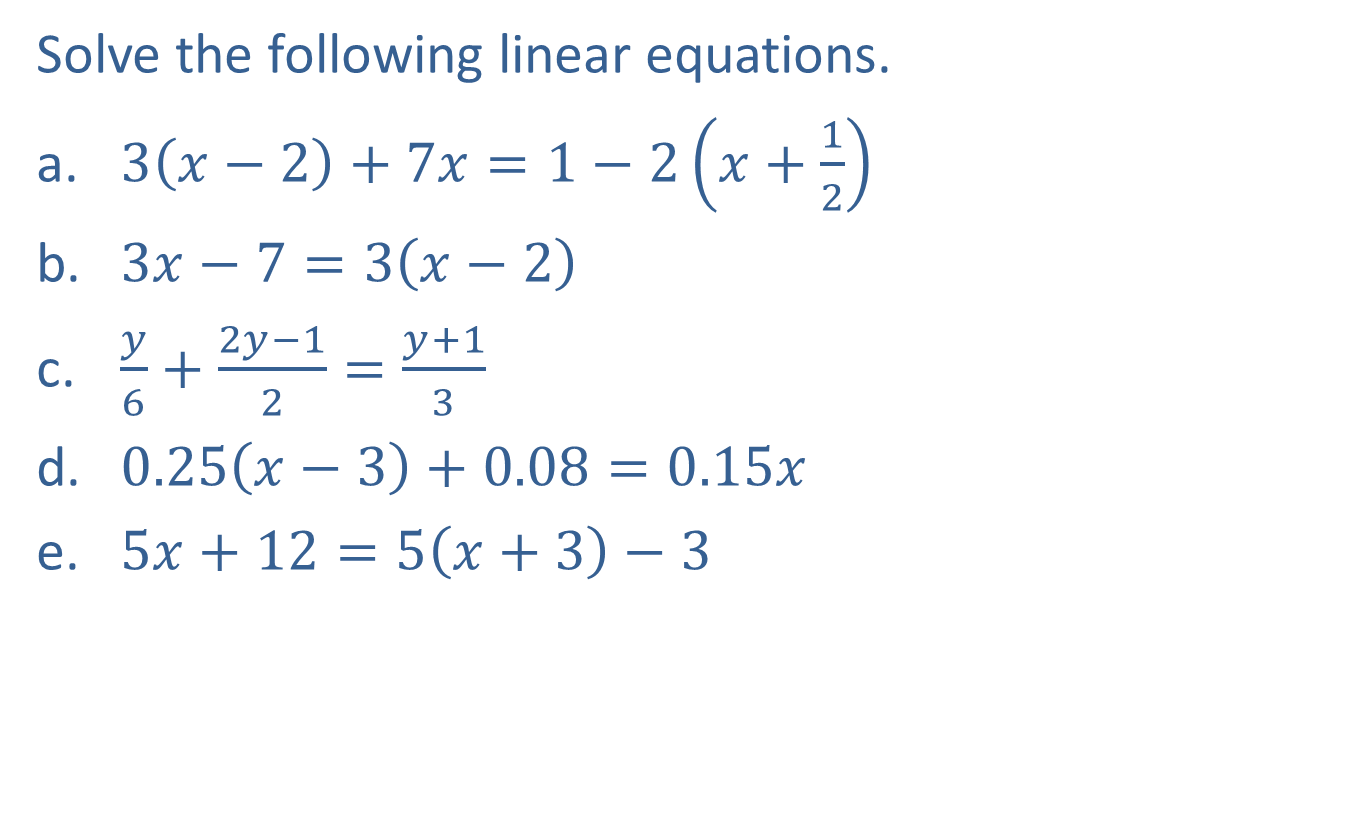 Solve the following linear equations.
a. 3(x − 2) + 7x = 1 − 2(x + 1/2)
b. 3x − 7 = 3(x − 2)
c. y/6 + (2y−1)/2 = (y+1)/3
d. 0.25(x − 3) + 0.08 = 0.15x
e. 5x + 12 = 5(x + 3) − 3